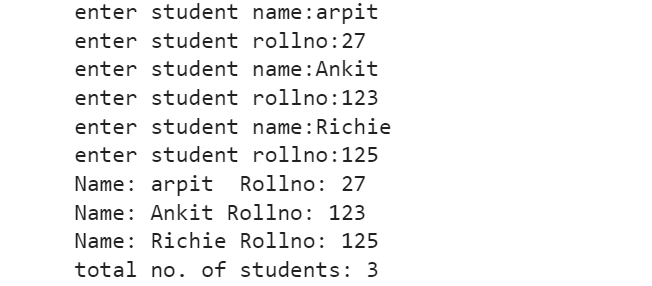 enter student name:arpit
enter student rollno:27
enter student name:Ankit
enter student rollno:123
enter student name:Richie
enter student rollno:125
Name: arpit  Rollno: 27
Name: Ankit Rollno: 123
Name: Richie Rollno: 125
total no. of students: 3